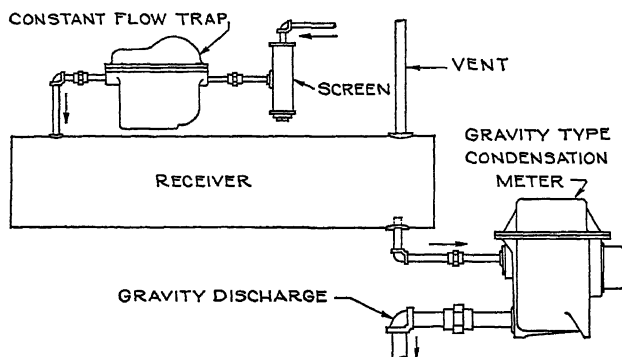 CONSTANT FLOW TRAP
SCREEN
VENT
GRAVITY TYPE
CONDENSATION
METER
RECEIVER
GRAVITY DISCHARGE